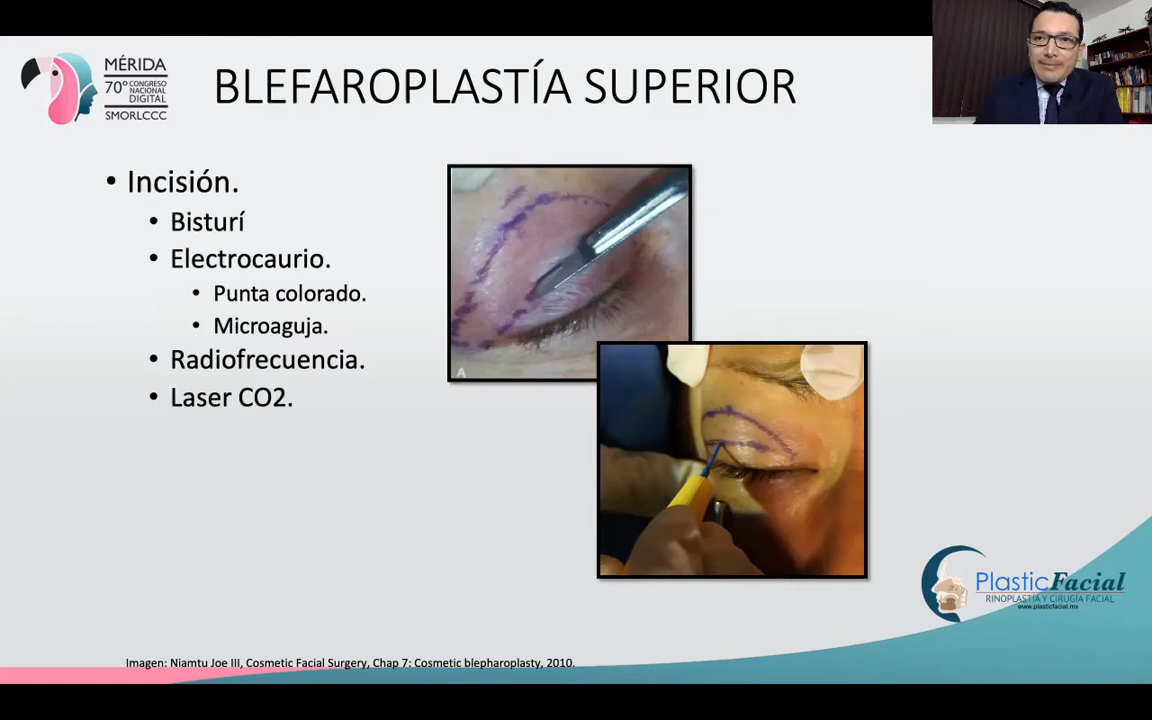 MÉRIDA
70° CONGRESO
NACIONAL
DIGITAL
SMORLCCC
BLEFAROPLASTÍA SUPERIOR
• Incisión.
• Bisturí
• Electrocaurio.
• Punta colorado.
• Microaguja.
• Radiofrecuencia.
• Laser CO2.
A
PlasticFacial
RINOPLASTÍA Y CIRUGÍA FACIAL
www.plasticfacial.mx
Imagen: Niamtu Joe III, Cosmetic Facial Surgery, Chap 7: Cosmetic blepharoplasty, 2010.